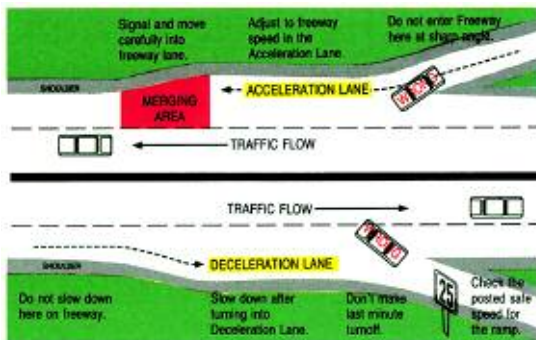 Signal and move
carefully into
freeway lane.
Adjust to freeway
speed in the
Acceleration Lane.
Do not enter Freeway
here at sharp angle.
SHOULDER
MERGING
AREA
ACCELERATION LANE
WRONG
TRAFFIC FLOW
TRAFFIC FLOW
WRONG
SHOULDER
DECELERATION LANE
Do not slow down
here on freeway.
Slow down after
turning into
Deceleration Lane.
Don't make
last minute
turnoff.
25
Check the
posted safe
speed for
the ramp.